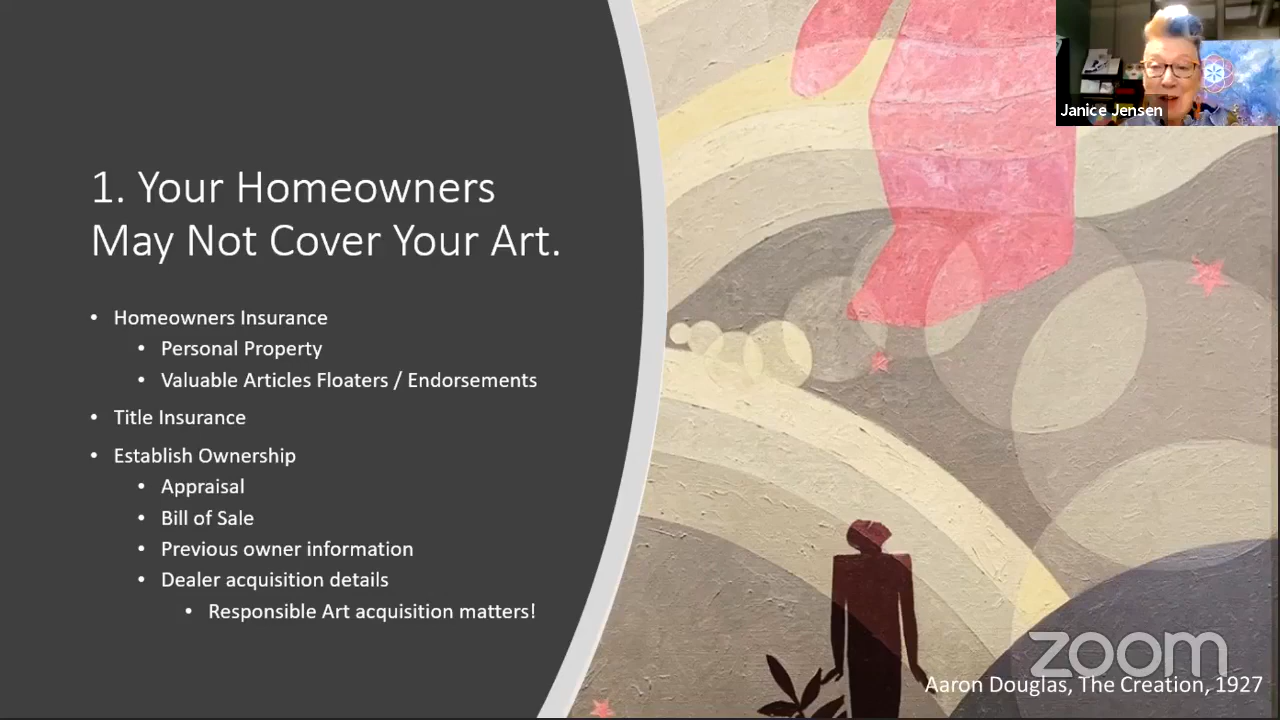 1. Your Homeowners
May Not Cover Your Art.
• Homeowners Insurance
• Personal Property
• Valuable Articles Floaters / Endorsements
• Title Insurance
• Establish Ownership
• Appraisal
• Bill of Sale
• Previous owner information
• Dealer acquisition details
• Responsible Art acquisition matters!
Janice Jensen
zoom
Aaron Douglas, The Creation, 1927